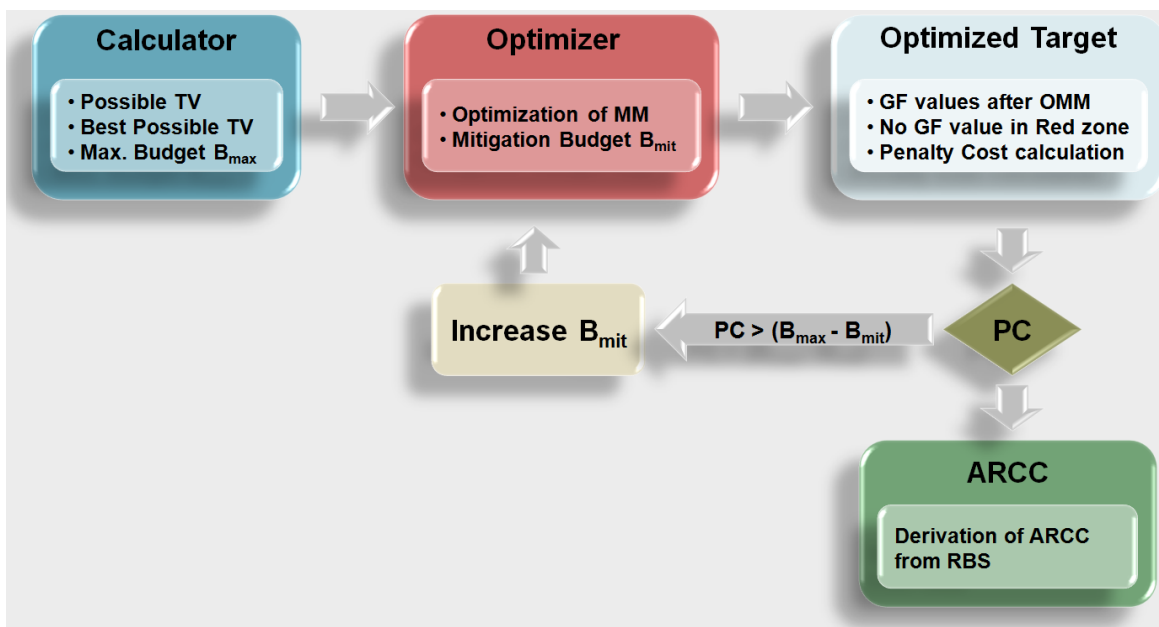 Calculator
• Possible TV
• Best Possible TV
• Max. Budget Bmax
Optimizer
• Optimization of MM
• Mitigation Budget Bmit
Optimized Target
• GF values after OMM
• No GF value in Red zone
• Penalty Cost calculation
Increase Bmit
PC > (Bmax - Bmit)
PC
ARCC
Derivation of ARCC
from RBS